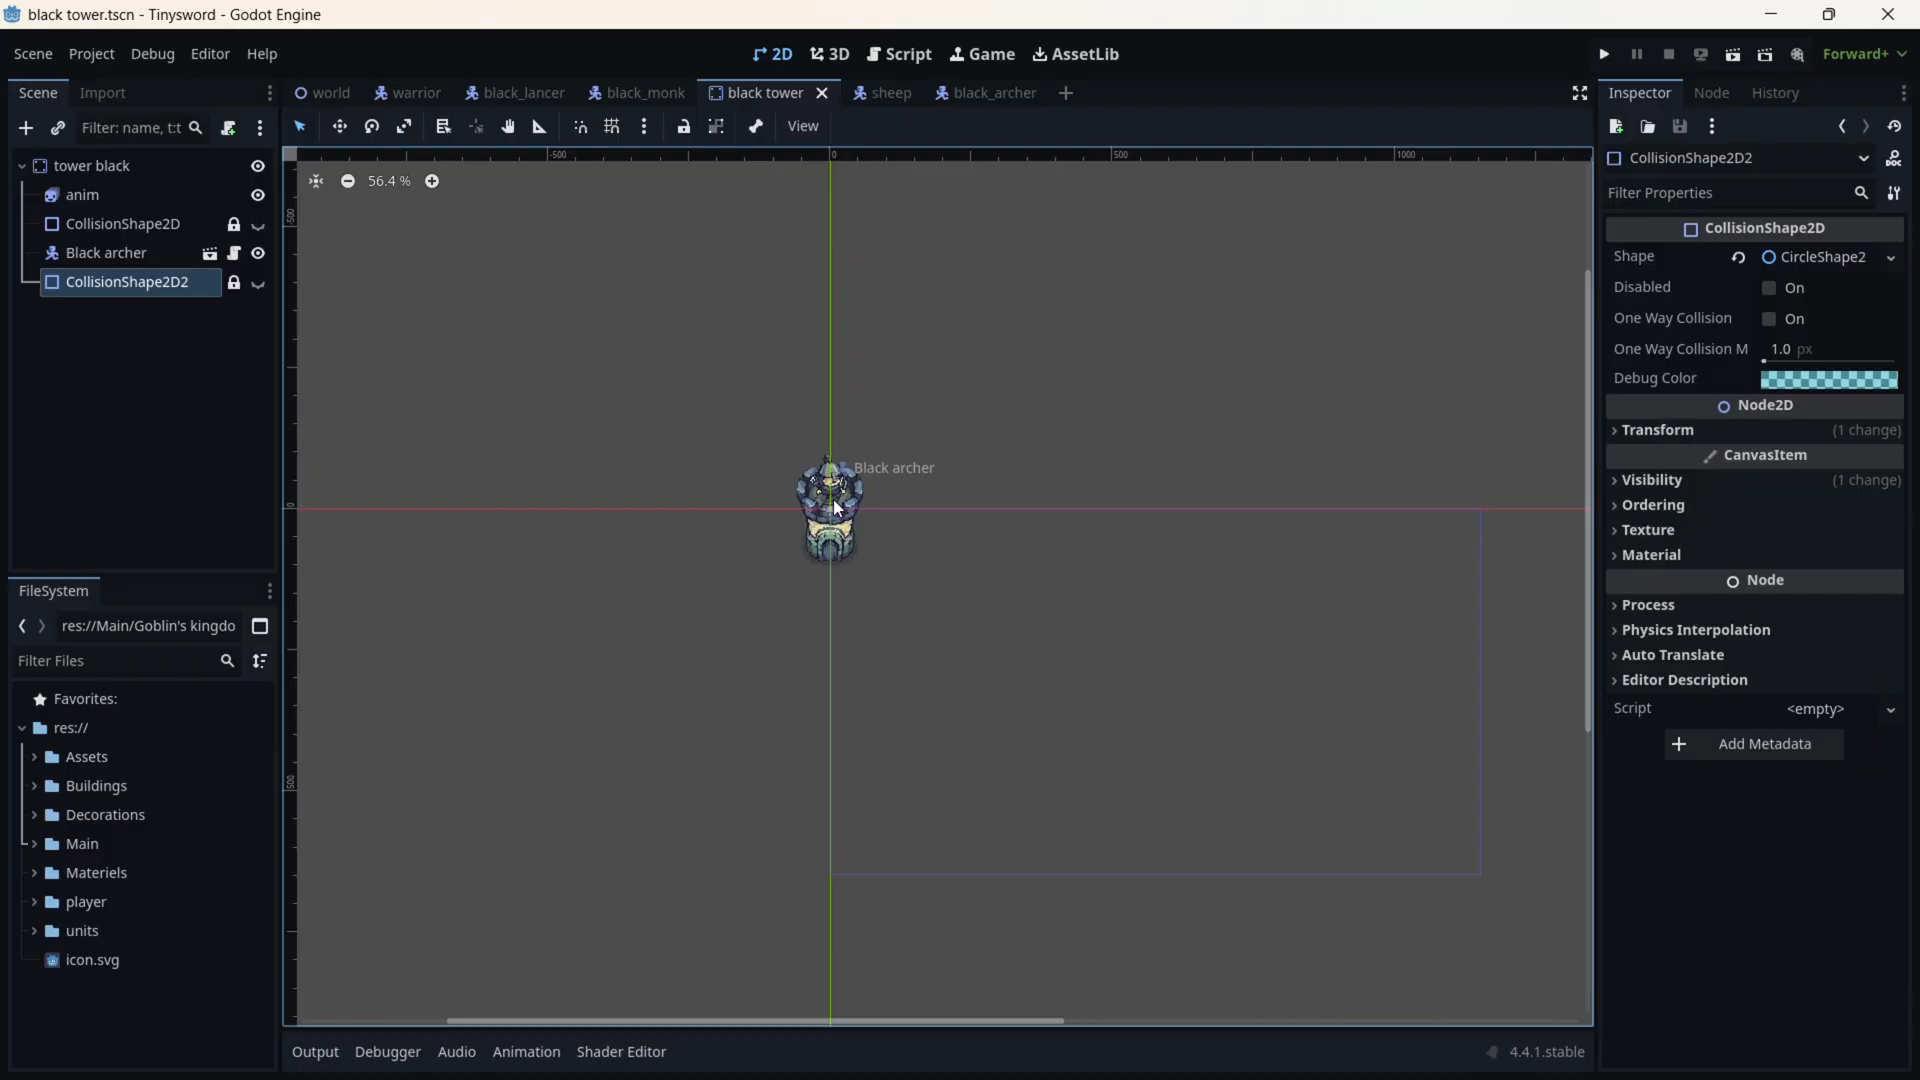 black tower.tscn - Tinysword - Godot Engine
Scene Project Debug Editor Help
2D 3D Script Game AssetLib
Forward+
Scene Import
world warrior black_lancer black_monk black tower sheep black_archer
Inspector Node History
Filter: name, t:t
View
tower black
anim
CollisionShape2D
Black archer
CollisionShape2D2
-500 0 500 1000
-500
0
500
56.4 %
Black archer
FileSystem
res://Main/Goblin's kingdo
Filter Files
Favorites:
res://
Assets
Buildings
Decorations
Main
Materiels
player
units
icon.svg
Output Debugger Audio Animation Shader Editor
4.4.1.stable
CollisionShape2D2
DOC
Filter Properties
CollisionShape2D
Shape CircleShape2
Disabled On
One Way Collision On
One Way Collision M 1.0 px
Debug Color
Node2D
Transform (1 change)
CanvasItem
Visibility (1 change)
Ordering
Texture
Material
Node
Process
Physics Interpolation
Auto Translate
Editor Description
Script <empty>
Add Metadata